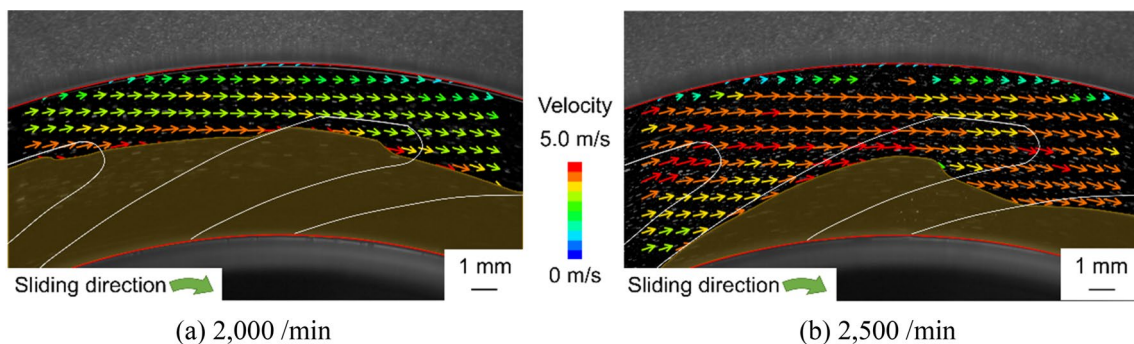 Velocity
5.0 m/s
0 m/s
Sliding direction
1 mm
Sliding direction
1 mm
(a) 2,000 /min
(b) 2,500 /min